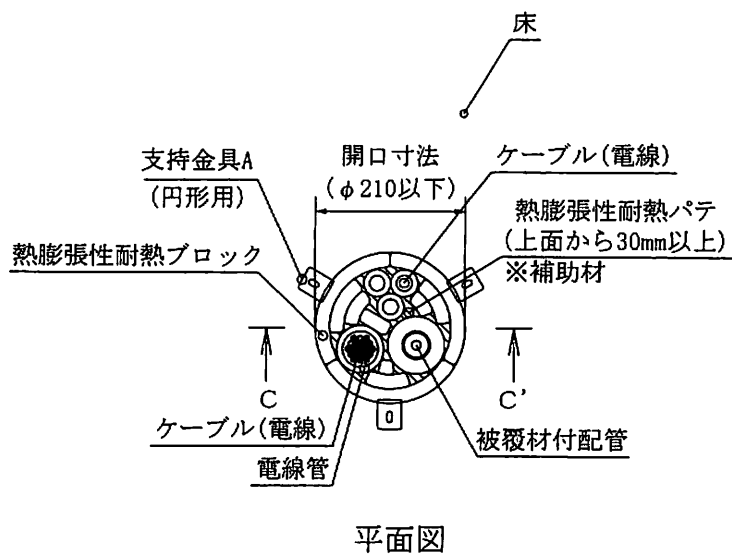 床
支持金具A
(円形用)
開口寸法
(φ210以下)
ケーブル(電線)
熱膨張性耐熱パテ
(上面から30mm以上)
※補助材
熱膨張性耐熱ブロック
C
C'
ケーブル(電線)
電線管
被覆材付配管
平面図